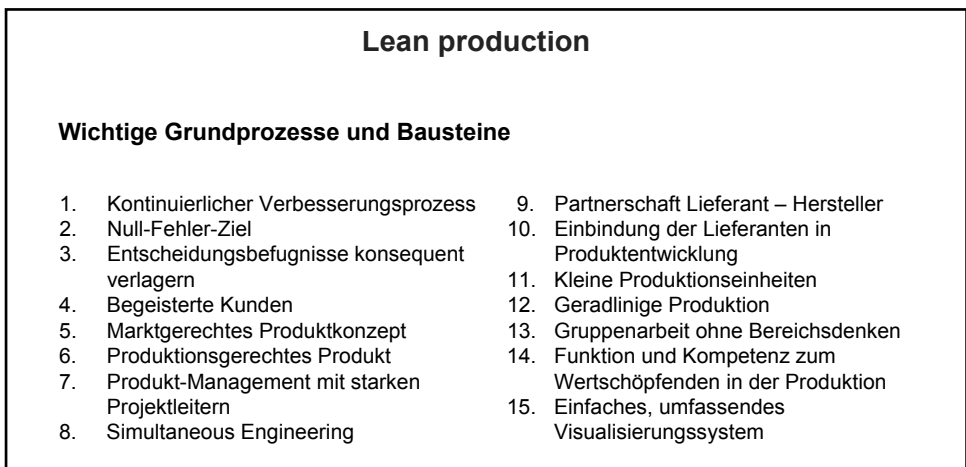 Lean production
Wichtige Grundprozesse und Bausteine
1. Kontinuierlicher Verbesserungsprozess
2. Null-Fehler-Ziel
3. Entscheidungsbefugnisse konsequent
verlagern
4. Begeisterte Kunden
5. Marktgerechtes Produktkonzept
6. Produktionsgerechtes Produkt
7. Produkt-Management mit starken
Projektleitern
8. Simultaneous Engineering
9. Partnerschaft Lieferant – Hersteller
10. Einbindung der Lieferanten in
Produktentwicklung
11. Kleine Produktionseinheiten
12. Geradlinige Produktion
13. Gruppenarbeit ohne Bereichsdenken
14. Funktion und Kompetenz zum
Wertschöpfenden in der Produktion
15. Einfaches, umfassendes
Visualisierungssystem